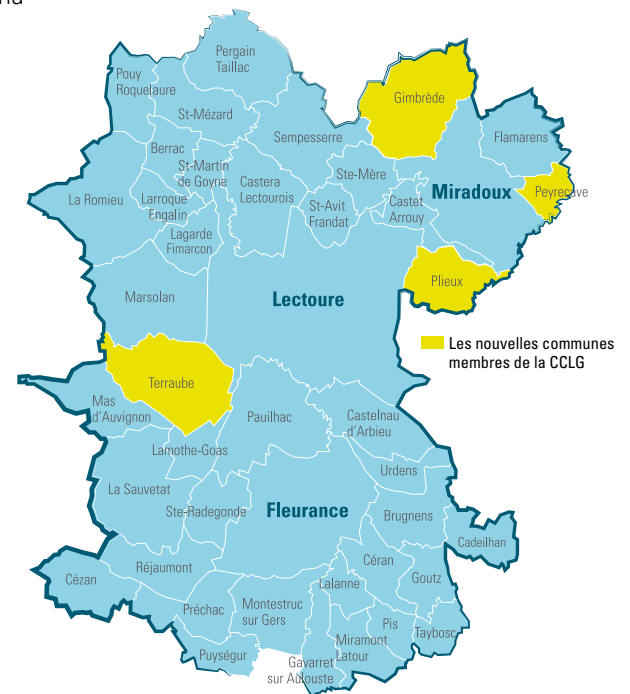 Pergain
Taillac
Pouy
Roquelaure
Gimbrède
St-Mézard
Sempesserre
Flamarens
Berrac
St-Martin
de Goyne
Ste-Mère
Castera
Lectourois
Miradoux
Peyrecave
La Romieu
Larroque
Engalin
St-Avit
Frandat
Castet
Arrouy
Lagarde
Fimarcon
Plieux
Marsolan
Lectoure
Les nouvelles communes
membres de la CCLG
Terraube
Mas
d'Auvignon
Pauilhac
Castelnau
d'Arbieu
Lamothe-Goas
Urdens
La Sauvetat
Ste-Radegonde
Fleurance
Brugnens
Cadeilhan
Céran
Réjaumont
Cézan
Lalanne
Goutz
Préchac
Montestruc
sur Gers
Pis
Taybosc
Miramont
Latour
Puységur
Gavarret
sur Aulouste